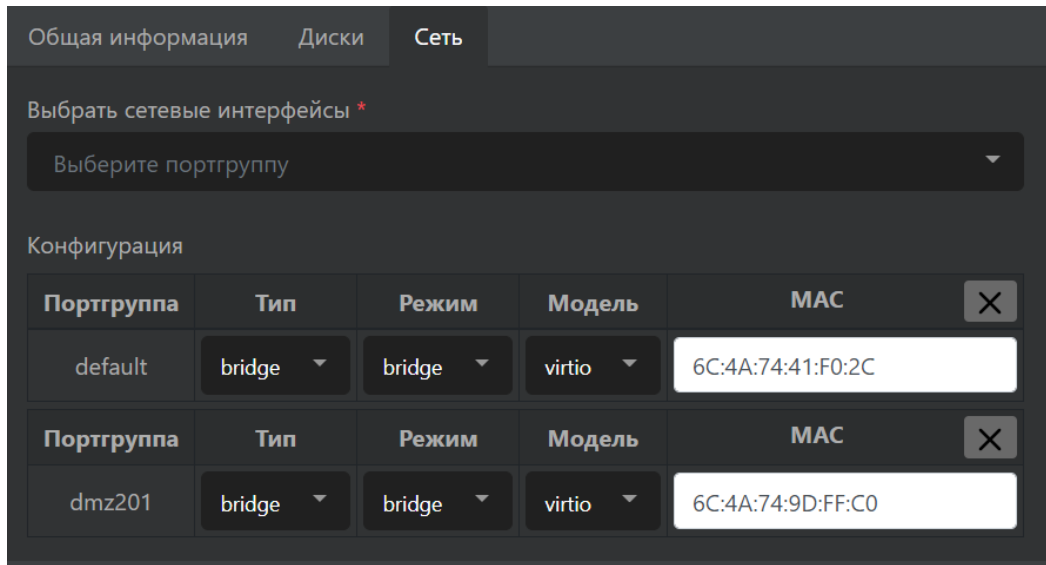 Общая информация Диски Сеть
Выбрать сетевые интерфейсы *
Выберите портгруппу
Конфигурация
Портгруппа Тип Режим Модель MAC
default bridge bridge virtio 6C:4A:74:41:F0:2C
Портгруппа Тип Режим Модель MAC
dmz201 bridge bridge virtio 6C:4A:74:9D:FF:C0